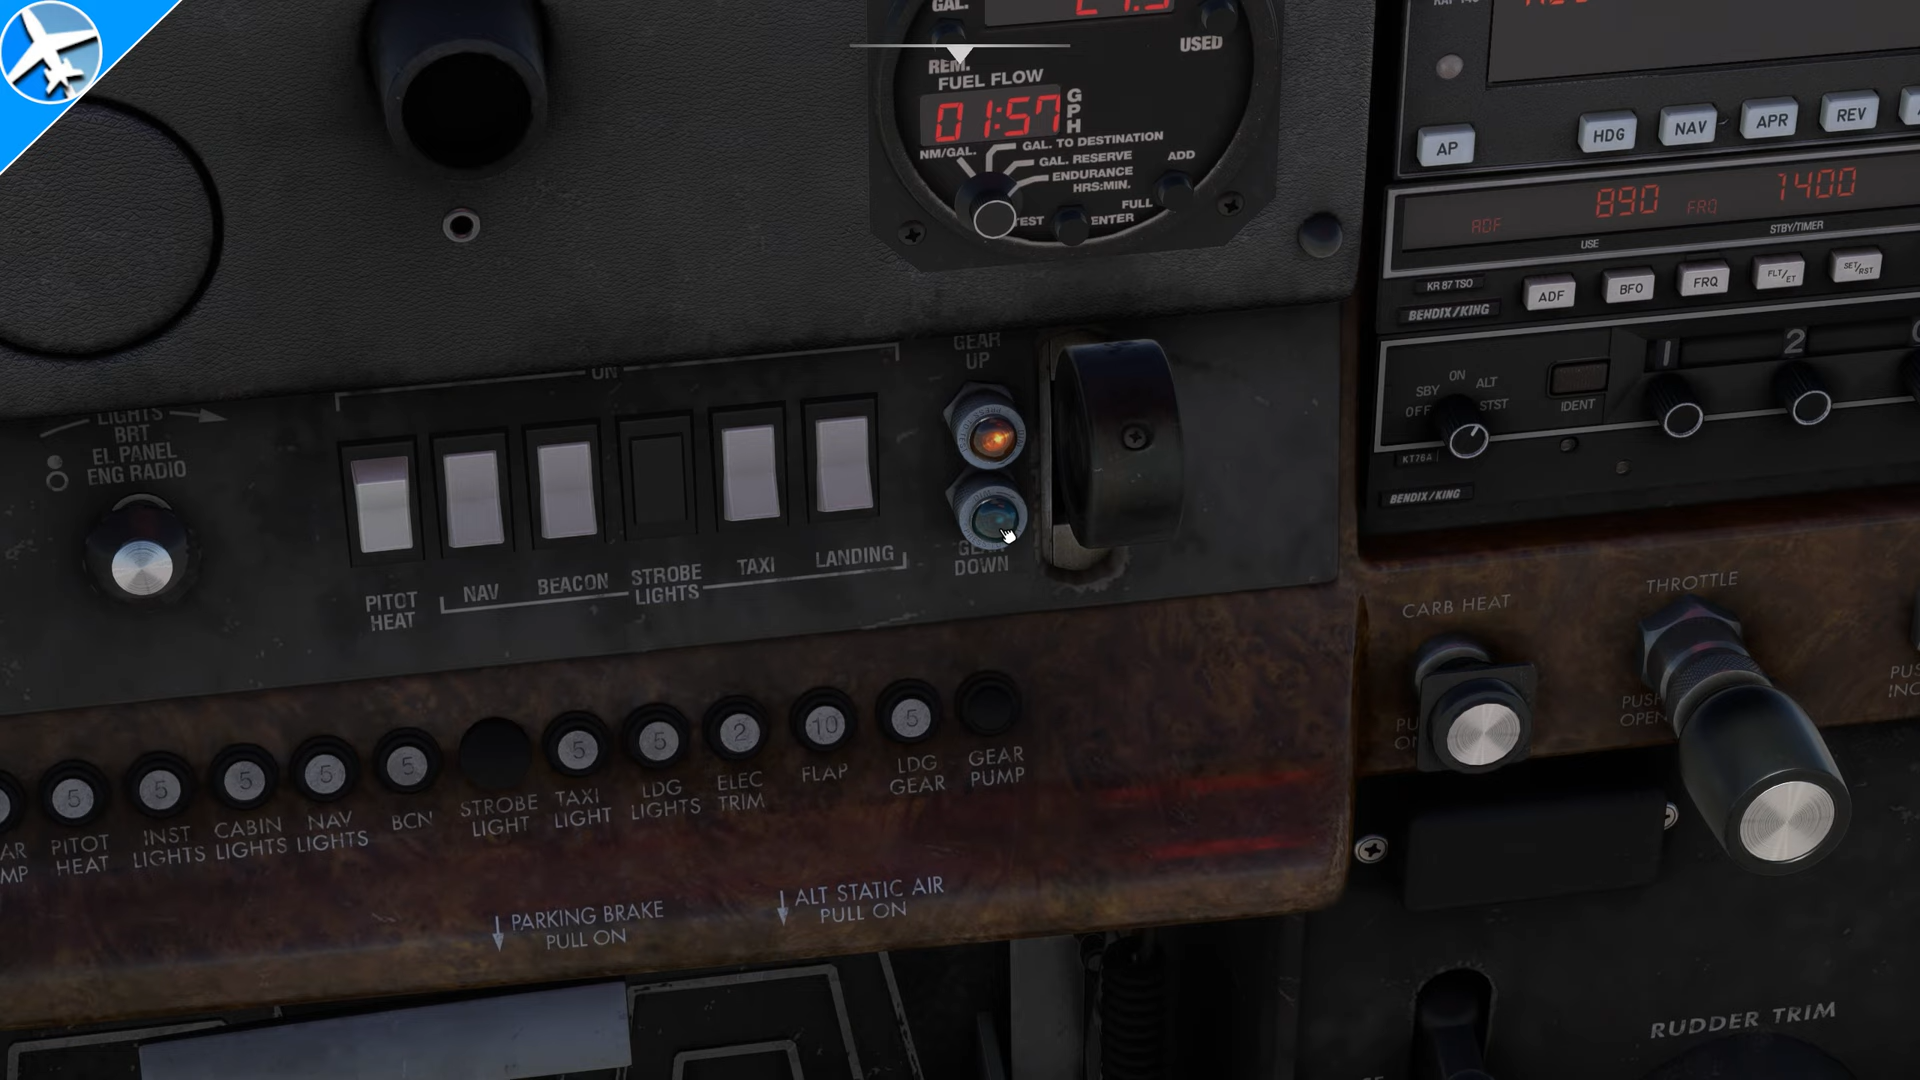 GAL.
USED
REM.
FUEL FLOW
01:57
GPH
NM/GAL.
GAL. TO DESTINATION
GAL. RESERVE
ENDURANCE
HRS:MIN.
ADD
FULL
ENTER
AP
HDG
NAV
APR
REV
ADF
890
FRQ
1400
USE
STBY/TIMER
KR 87 TSO
BENDIX/KING
ADF
BFO
FRQ
FLT/ET
SET/RST
1
2
ON
SBY
ALT
OFF
TST
IDENT
KT76A
BENDIX/KING
GEAR
UP
ON
LIGHTS
BRT
EL PANEL
ENG RADIO
PITOT
HEAT
NAV
BEACON
STROBE
LIGHTS
TAXI
LANDING
GEAR
DOWN
CARB HEAT
THROTTLE
PUSH
OPEN
5
5
5
5
5
5
5
2
10
5
PITOT
HEAT
INST
LIGHTS
CABIN
LIGHTS
NAV
LIGHTS
BCN
STROBE
LIGHT
TAXI
LIGHT
LDG
LIGHTS
ELEC
TRIM
FLAP
LDG
GEAR
GEAR
PUMP
PARKING BRAKE
PULL ON
ALT STATIC AIR
PULL ON
RUDDER TRIM